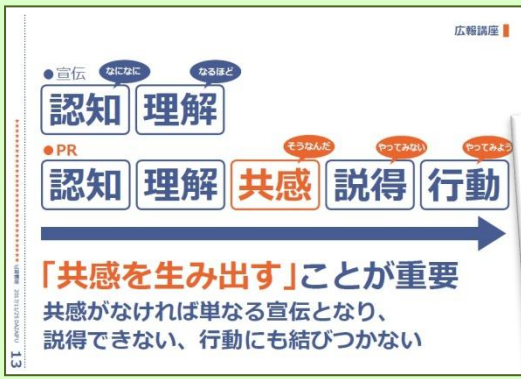 広報講座
●宣伝 なになに なるほど
認知 理解
●PR そうなんだ やってみない やってみよう
認知 理解 共感 説得 行動
「共感を生み出す」ことが重要
共感がなければ単なる宣伝となり、
説得できない、行動にも結びつかない
13